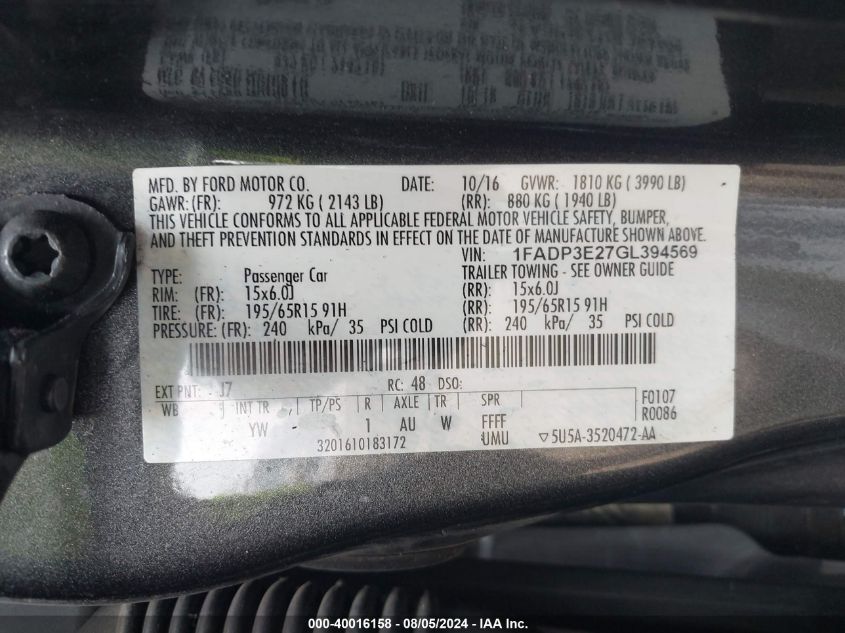 MFD. BY FORD MOTOR CO. DATE: 10/16 GVWR: 1810 KG ( 3990 LB)
GAWR: (FR): 972 KG ( 2143 LB) (RR): 880 KG ( 1940 LB)
THIS VEHICLE CONFORMS TO ALL APPLICABLE FEDERAL MOTOR VEHICLE SAFETY, BUMPER,
AND THEFT PREVENTION STANDARDS IN EFFECT ON THE DATE OF MANUFACTURE SHOWN ABOVE.
VIN: 1FADP3E27GL394569
TYPE: Passenger Car TRAILER TOWING - SEE OWNER GUIDE
RIM: (FR): 15x6.0J (RR): 15x6.0J
TIRE: (FR): 195/65R15 91H (RR): 195/65R15 91H
PRESSURE: (FR): 240 kPa/ 35 PSI COLD (RR): 240 kPa/ 35 PSI COLD
EXT PNT: J7 RC: 48 DSO: F0107
WB INT TR TP/PS R AXLE TR SPR R0086
YW 1 AU W FFFF
3201610183172 UMU ▽5U5A-3520472-AA
000-40016158 - 08/05/2024 - IAA Inc.